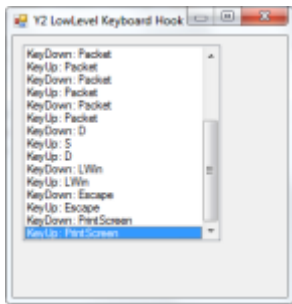 Y2 LowLevel Keyboard Hook
KeyDown: Packet
KeyUp: Packet
KeyDown: Packet
KeyUp: Packet
KeyDown: Packet
KeyUp: Packet
KeyDown: D
KeyUp: S
KeyUp: D
KeyDown: LWin
KeyUp: LWin
KeyDown: Escape
KeyUp: Escape
KeyDown: PrintScreen
KeyUp: PrintScreen